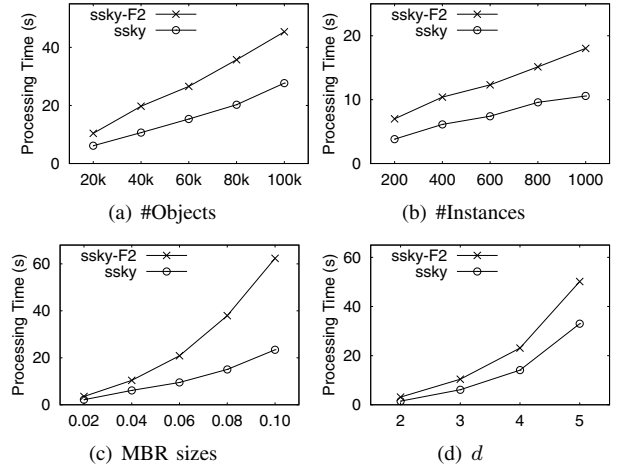 ssky-F2
ssky
Processing Time (s)
40
20
0
20k 40k 60k 80k 100k
(a) #Objects
ssky-F2
ssky
Processing Time (s)
20
10
0
200 400 600 800 1000
(b) #Instances
ssky-F2
ssky
Processing Time (s)
60
40
20
0
0.02 0.04 0.06 0.08 0.10
(c) MBR sizes
ssky-F2
ssky
Processing Time (s)
60
40
20
0
2 3 4 5
(d) d